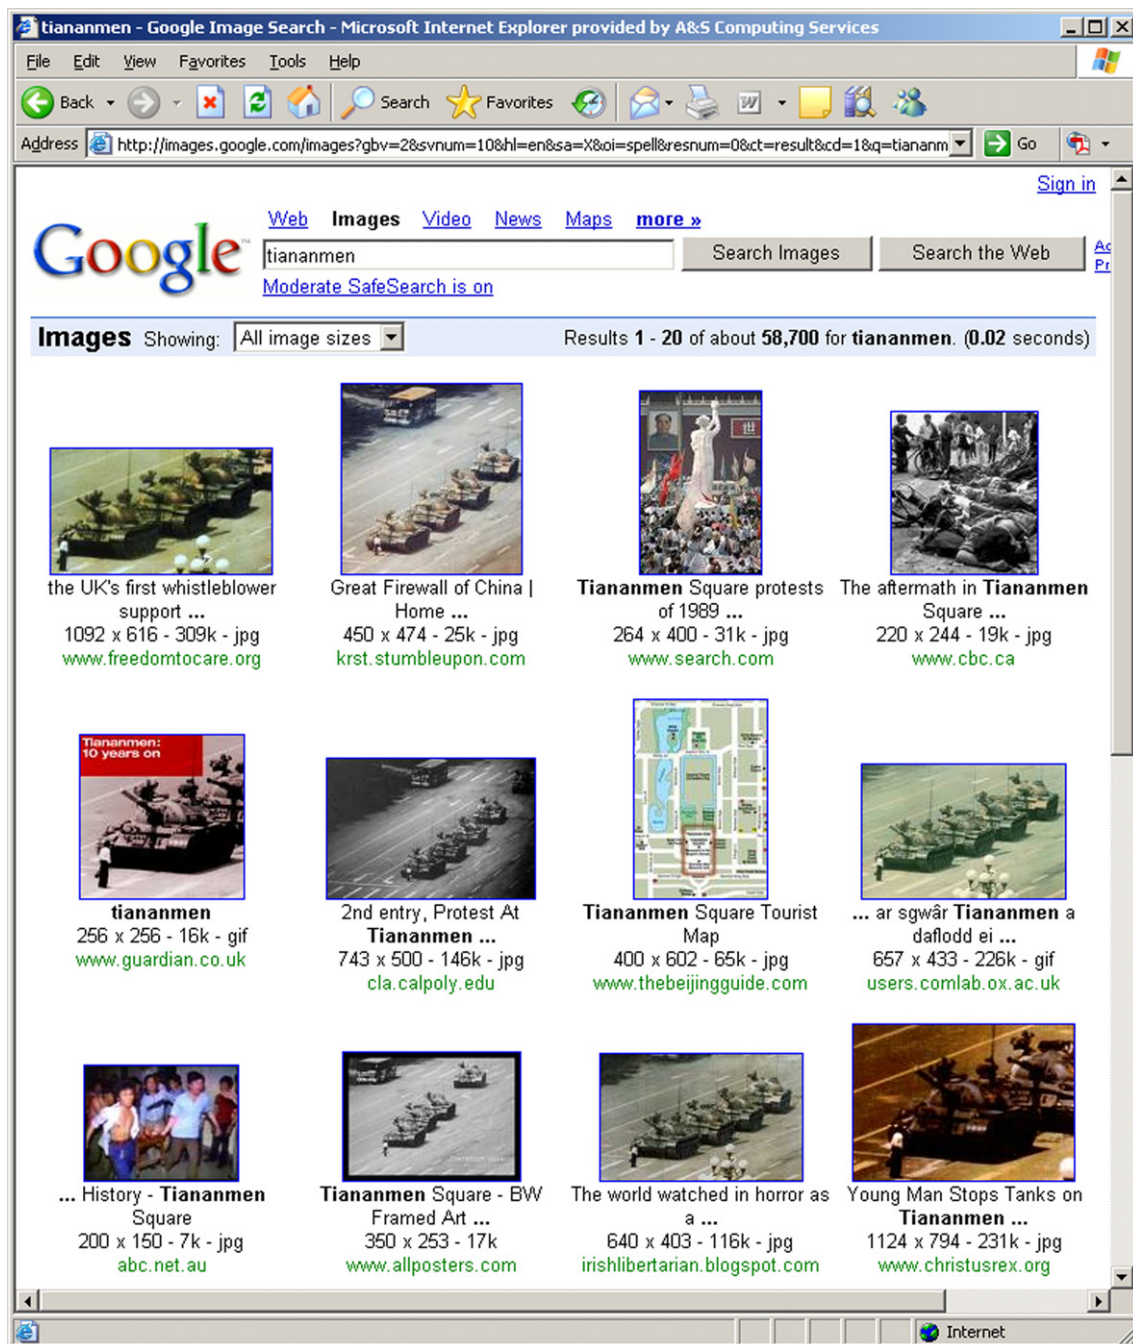 tiananmen - Google Image Search - Microsoft Internet Explorer provided by A&S Computing Services
File Edit View Favorites Tools Help
Back Search Favorites
Address http://images.google.com/images?gbv=2&svnum=10&hl=en&sa=X&oi=spell&resnum=0&ct=result&cd=1&q=tiananm Go
Sign in
Web Images Video News Maps more »
Google™
tiananmen Search Images Search the Web
Moderate SafeSearch is on
Images Showing: All image sizes Results 1 - 20 of about 58,700 for tiananmen. (0.02 seconds)
the UK's first whistleblower
support ...
1092 x 616 - 309k - jpg
www.freedomtocare.org
Great Firewall of China |
Home ...
450 x 474 - 25k - jpg
krst.stumbleupon.com
Tiananmen Square protests
of 1989 ...
264 x 400 - 31k - jpg
www.search.com
The aftermath in Tiananmen
Square ...
220 x 244 - 19k - jpg
www.cbc.ca
Tiananmen:
10 years on
tiananmen
256 x 256 - 16k - gif
www.guardian.co.uk
2nd entry, Protest At
Tiananmen ...
743 x 500 - 146k - jpg
cla.calpoly.edu
Tiananmen Square Tourist
Map
400 x 602 - 65k - jpg
www.thebeijingguide.com
... ar sgwâr Tiananmen a
daflodd ei ...
657 x 433 - 226k - gif
users.comlab.ox.ac.uk
... History - Tiananmen
Square
200 x 150 - 7k - jpg
abc.net.au
Tiananmen Square - BW
Framed Art ...
350 x 253 - 17k
www.allposters.com
The world watched in horror as
a ...
640 x 403 - 116k - jpg
irishlibertarian.blogspot.com
Young Man Stops Tanks on
Tiananmen ...
1124 x 794 - 231k - jpg
www.christusrex.org
Internet